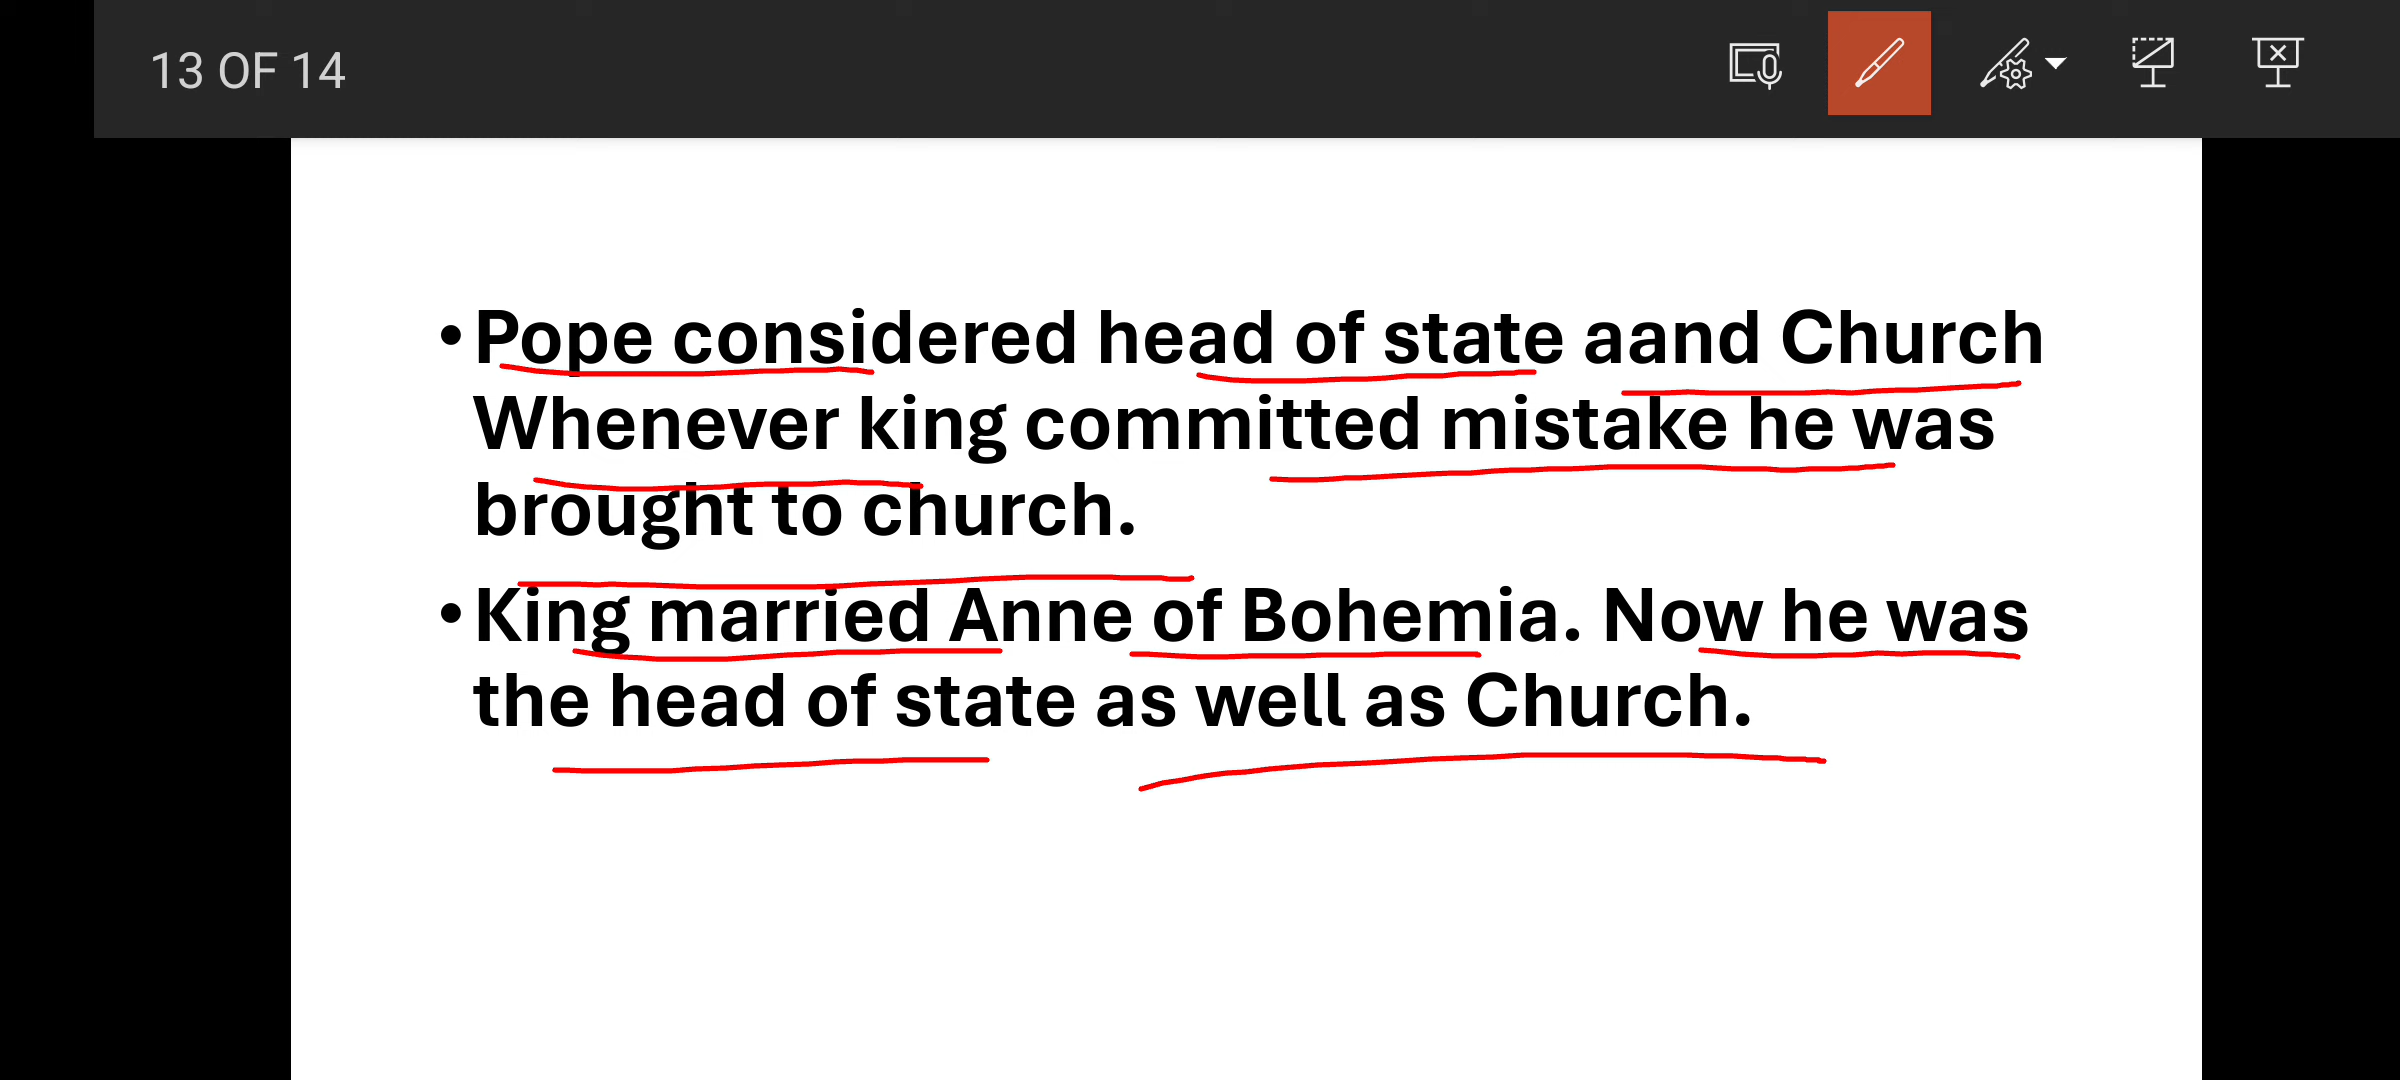 13 OF 14
•Pope considered head of state aand Church
Whenever king committed mistake he was
brought to church.
•King married Anne of Bohemia. Now he was
the head of state as well as Church.